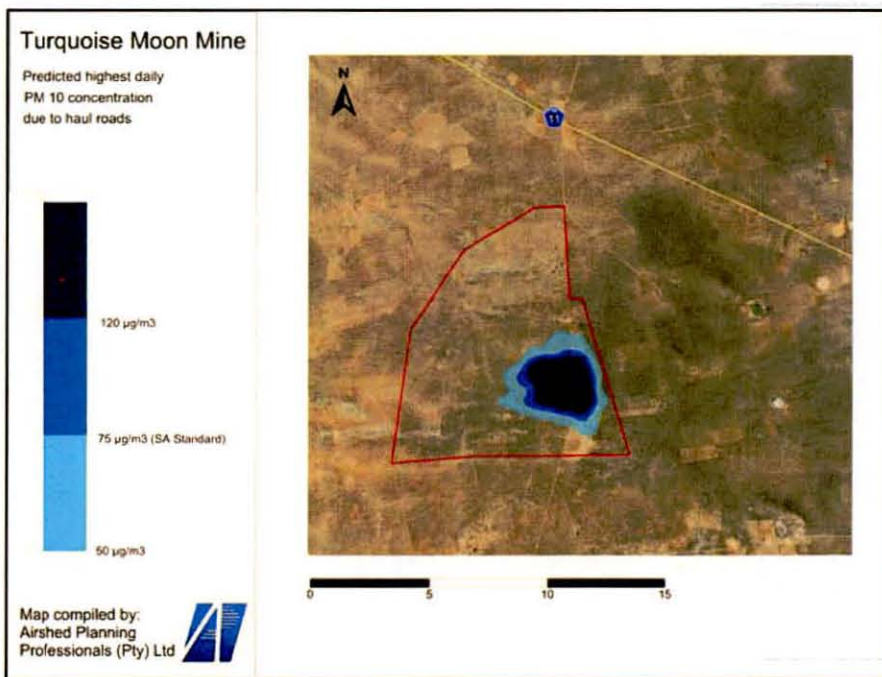 Turquoise Moon Mine
Predicted highest daily
PM 10 concentration
due to haul roads
120 µg/m3
75 µg/m3 (SA Standard)
50 µg/m3
Map compiled by:
Airshed Planning
Professionals (Pty) Ltd
N
11
0 5 10 15